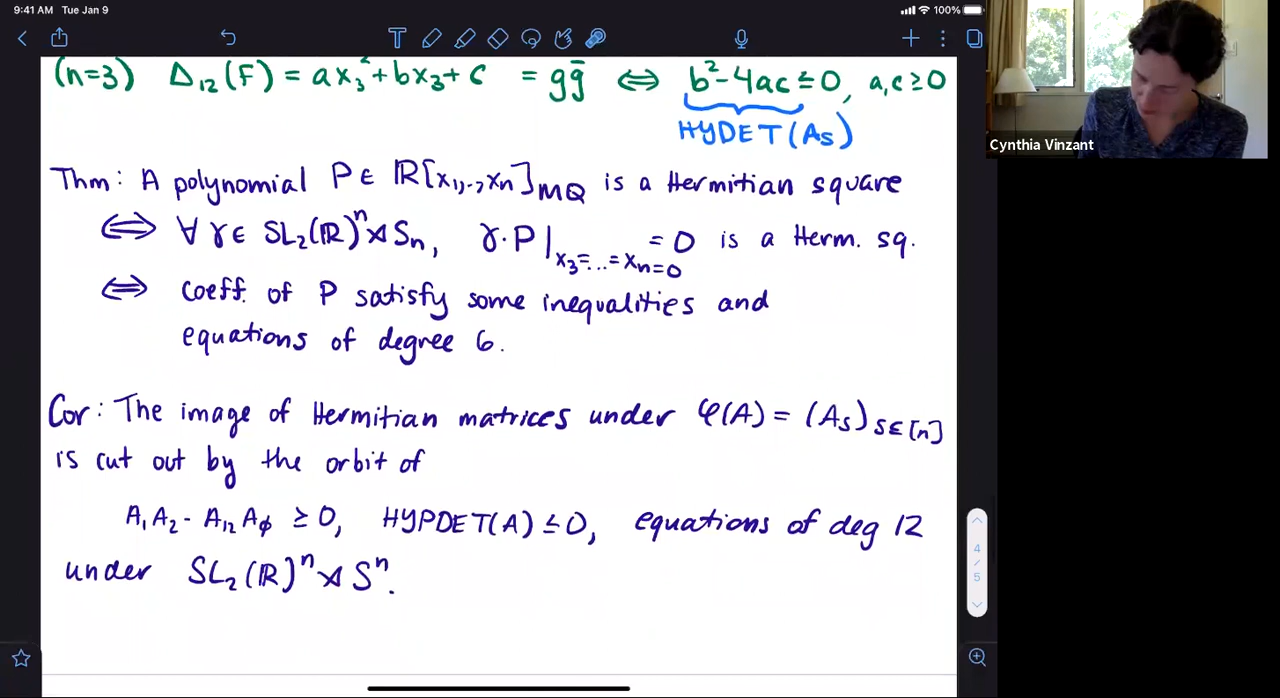 9:41 AM Tue Jan 9
100%
(n=3) Δ₁₂(F) = ax₃² + bx₃ + c = gḡ ⟺ b² - 4ac ≤ 0, a,c ≥ 0
HYDET(As)
Cynthia Vinzant
Thm: A polynomial P ∈ ℝ[x₁,..,xn]MQ is a Hermitian square
⟺ ∀ γ ∈ SL₂(ℝ)ⁿ ⋊ Sn, γ·P|x₃=...=xn=0 = 0 is a Herm. sq.
⟺ coeff. of P satisfy some inequalities and
equations of degree 6.
Cor: The image of Hermitian matrices under φ(A) = (As)s⊆[n]
is cut out by the orbit of
A₁A₂ - A₁₂A∅ ≥ 0, HYPDET(A) ≤ 0, equations of deg 12
under SL₂(ℝ)ⁿ ⋊ Sⁿ.
4
/
5